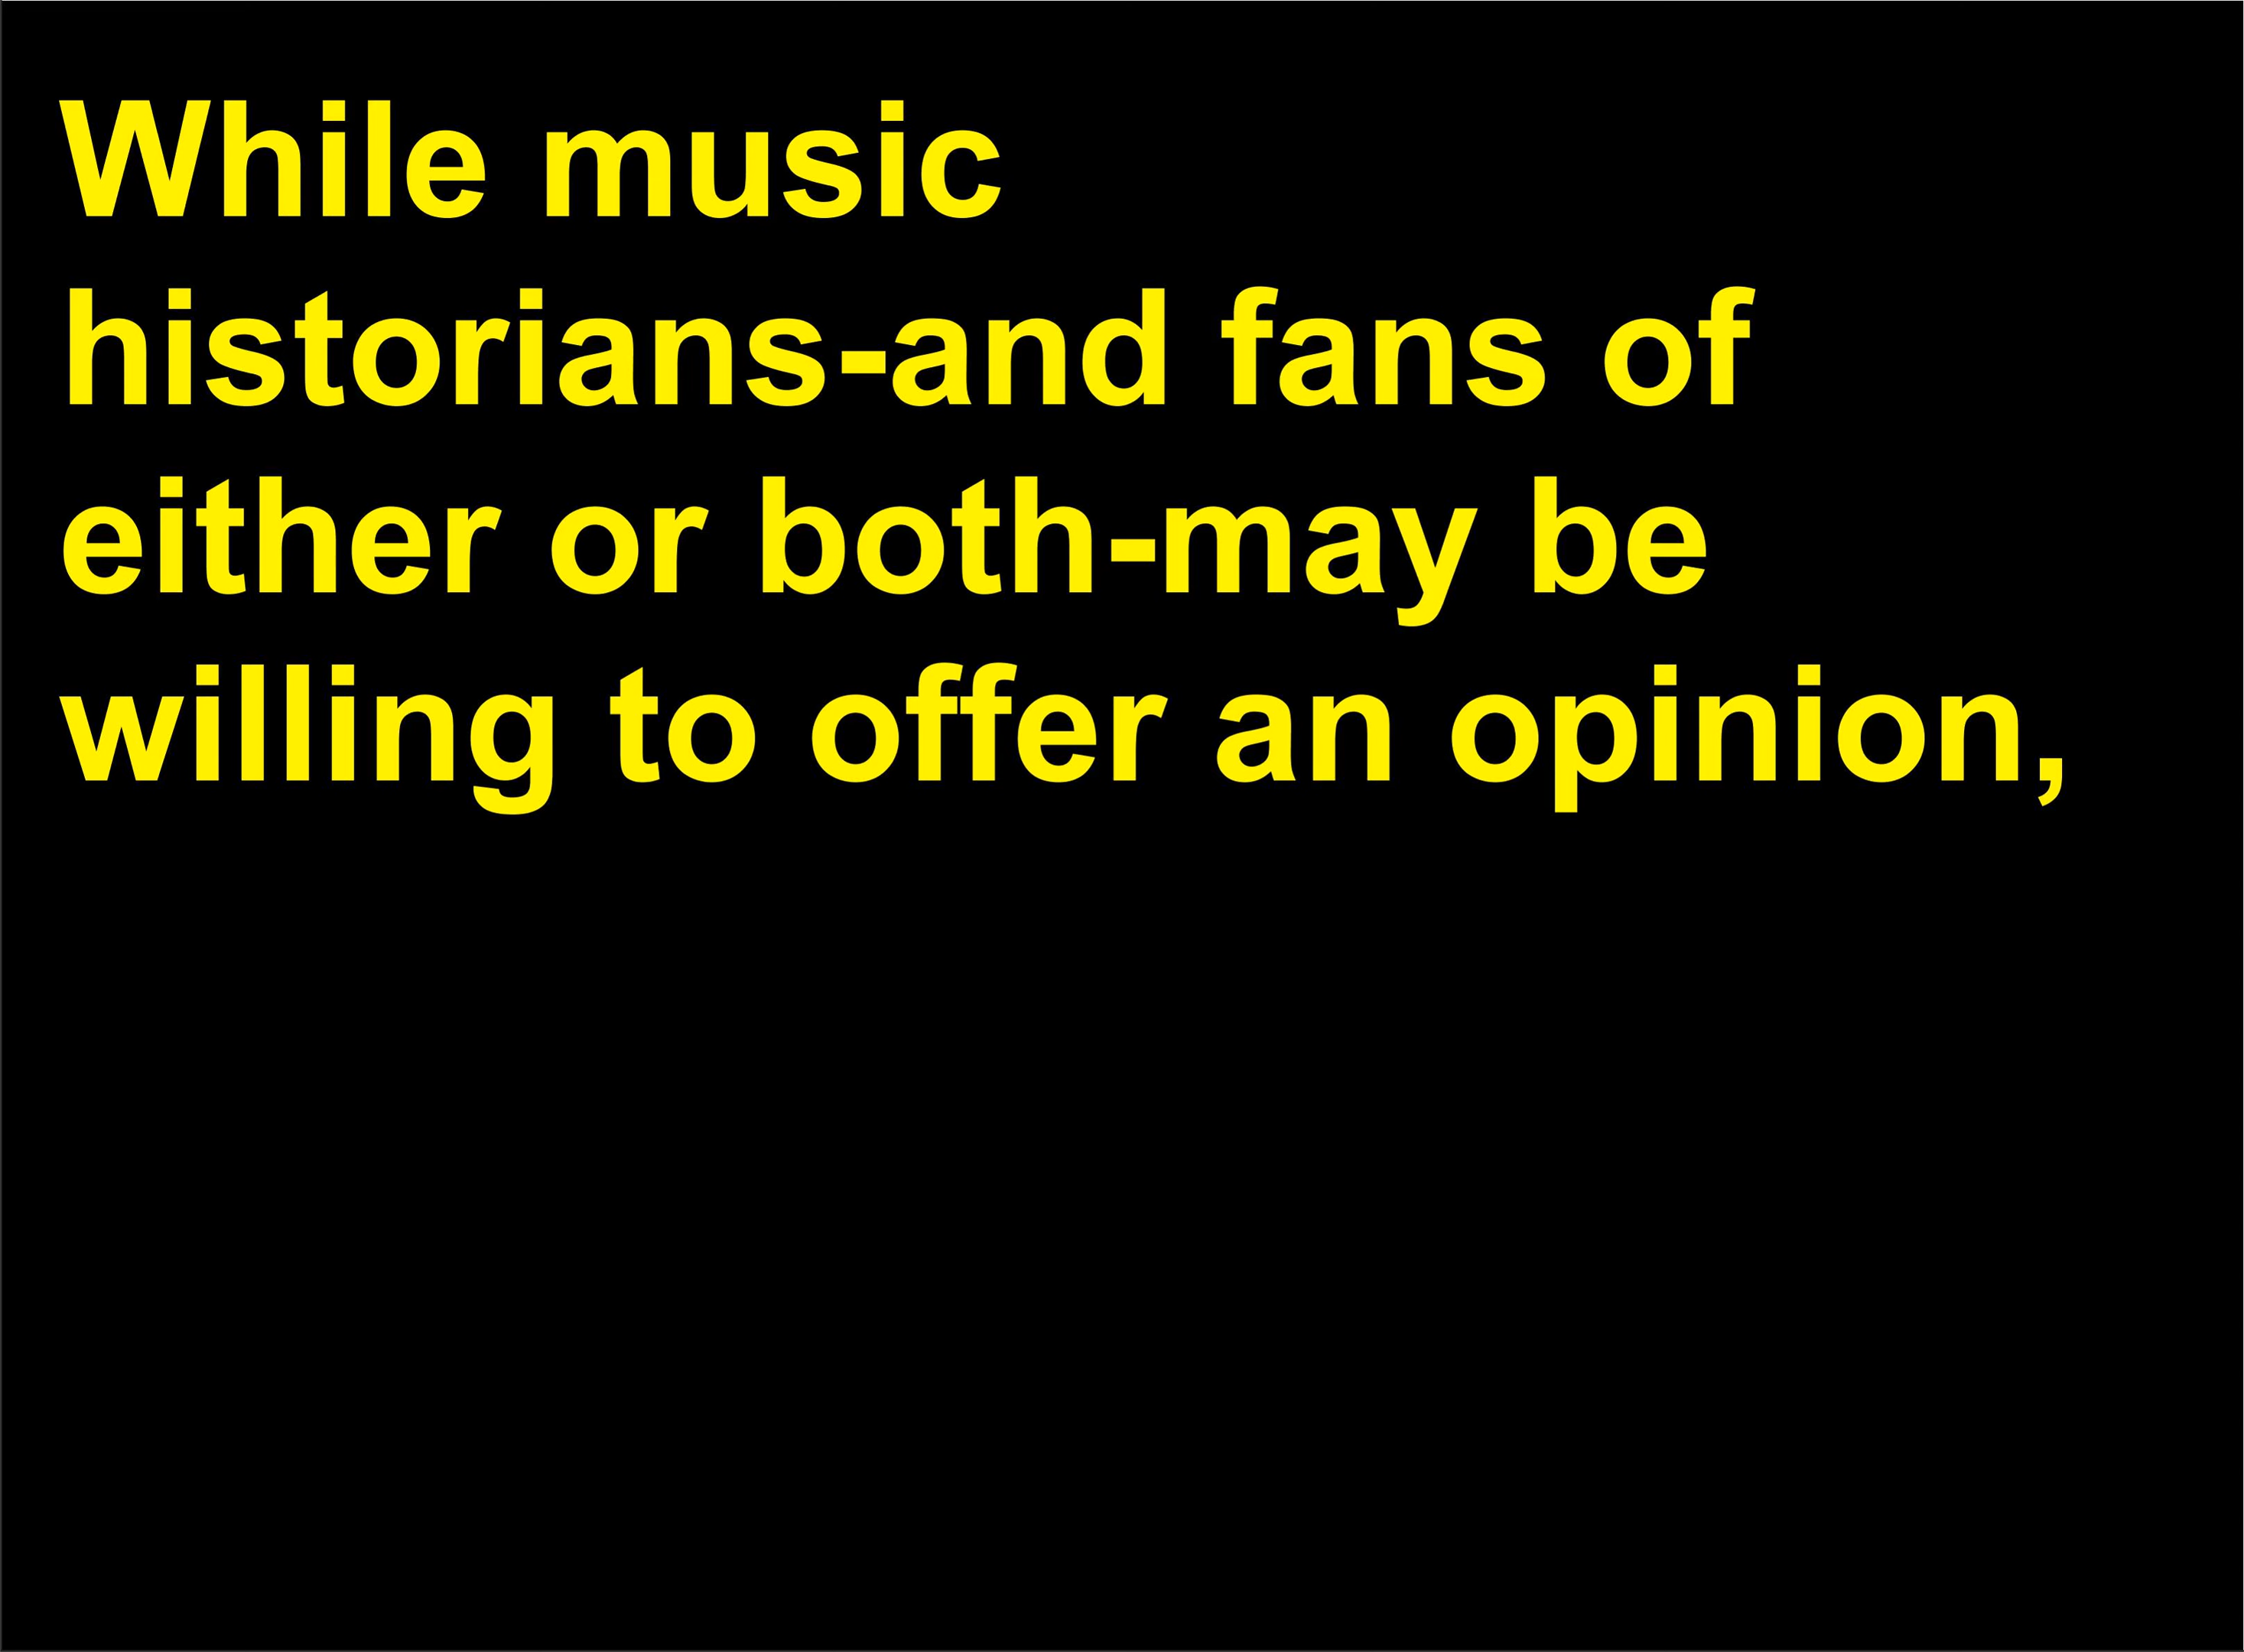 While music
historians-and fans of
either or both-may be
willing to offer an opinion,